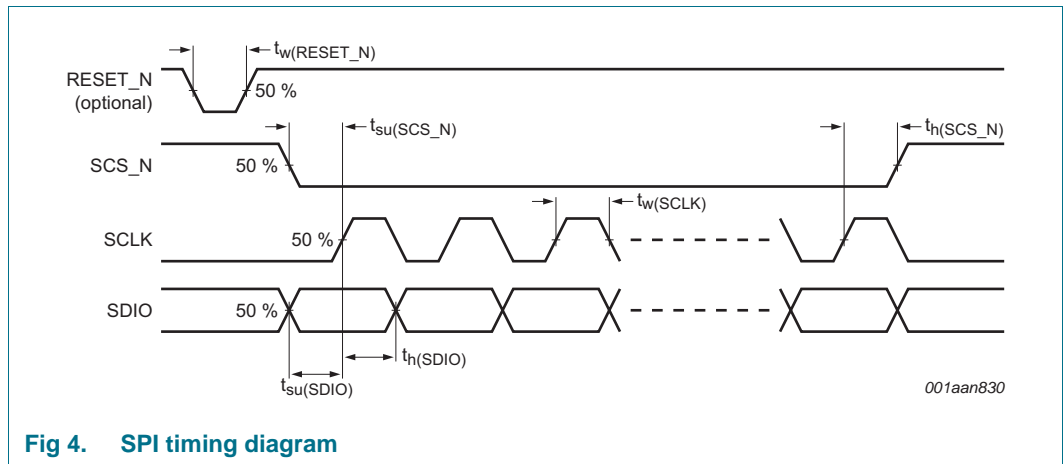 tw(RESET_N)
RESET_N
(optional)
50 %
tsu(SCS_N)
th(SCS_N)
SCS_N
50 %
tw(SCLK)
SCLK
50 %
SDIO
50 %
th(SDIO)
tsu(SDIO)
001aan830
Fig 4. SPI timing diagram